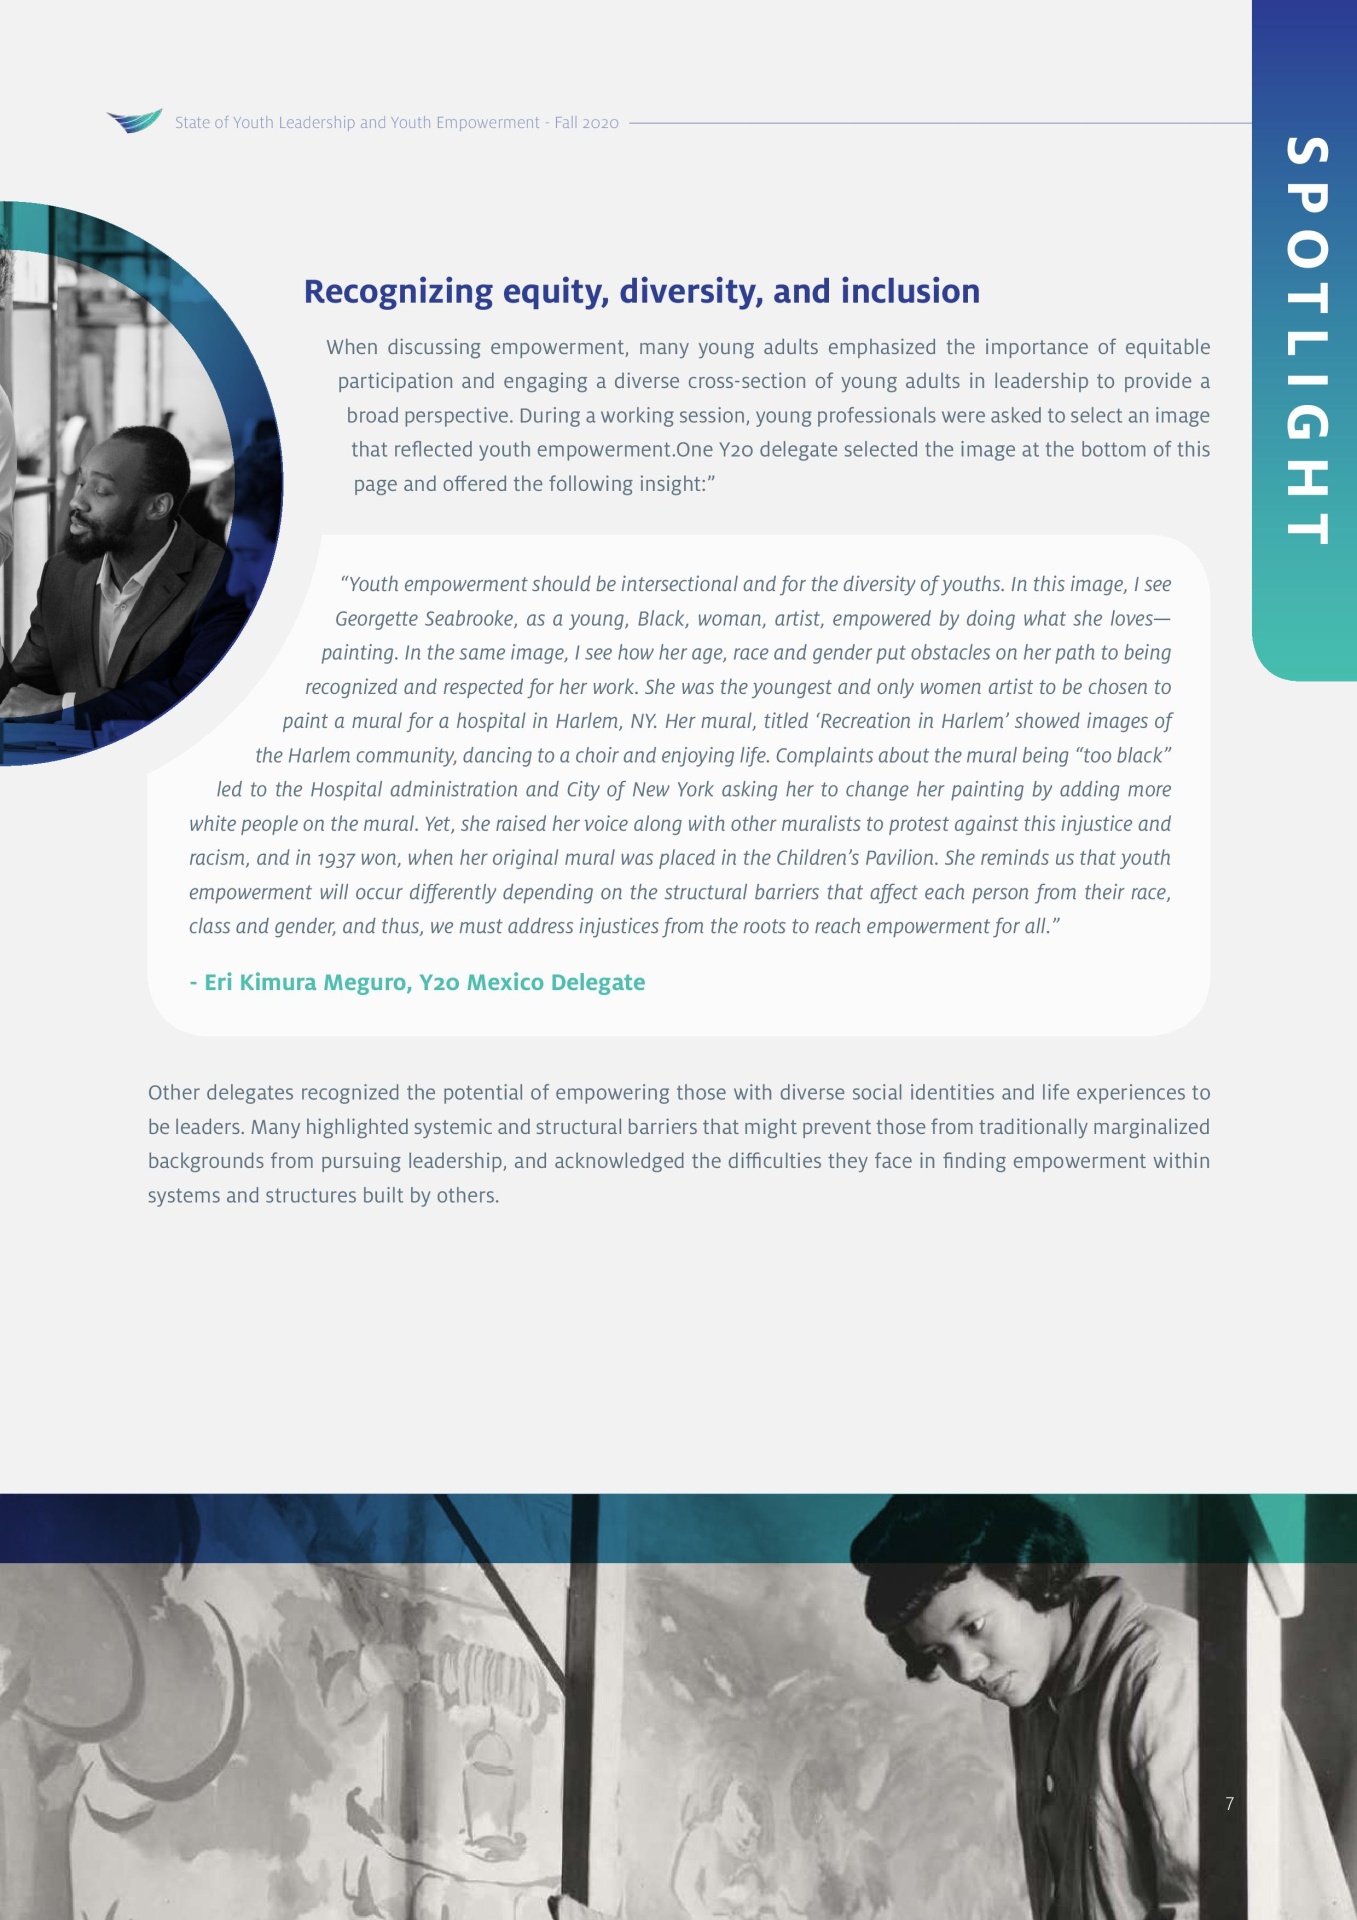 State of Youth Leadership and Youth Empowerment - Fall 2020
SPOTLIGHT
Recognizing equity, diversity, and inclusion
When discussing empowerment, many young adults emphasized the importance of equitable
participation and engaging a diverse cross-section of young adults in leadership to provide a
broad perspective. During a working session, young professionals were asked to select an image
that reflected youth empowerment.One Y20 delegate selected the image at the bottom of this
page and offered the following insight:”
“Youth empowerment should be intersectional and for the diversity of youths. In this image, I see
Georgette Seabrooke, as a young, Black, woman, artist, empowered by doing what she loves—
painting. In the same image, I see how her age, race and gender put obstacles on her path to being
recognized and respected for her work. She was the youngest and only women artist to be chosen to
paint a mural for a hospital in Harlem, NY. Her mural, titled ‘Recreation in Harlem’ showed images of
the Harlem community, dancing to a choir and enjoying life. Complaints about the mural being “too black”
led to the Hospital administration and City of New York asking her to change her painting by adding more
white people on the mural. Yet, she raised her voice along with other muralists to protest against this injustice and
racism, and in 1937 won, when her original mural was placed in the Children’s Pavilion. She reminds us that youth
empowerment will occur differently depending on the structural barriers that affect each person from their race,
class and gender, and thus, we must address injustices from the roots to reach empowerment for all.”
- Eri Kimura Meguro, Y20 Mexico Delegate
Other delegates recognized the potential of empowering those with diverse social identities and life experiences to
be leaders. Many highlighted systemic and structural barriers that might prevent those from traditionally marginalized
backgrounds from pursuing leadership, and acknowledged the difficulties they face in finding empowerment within
systems and structures built by others.
7